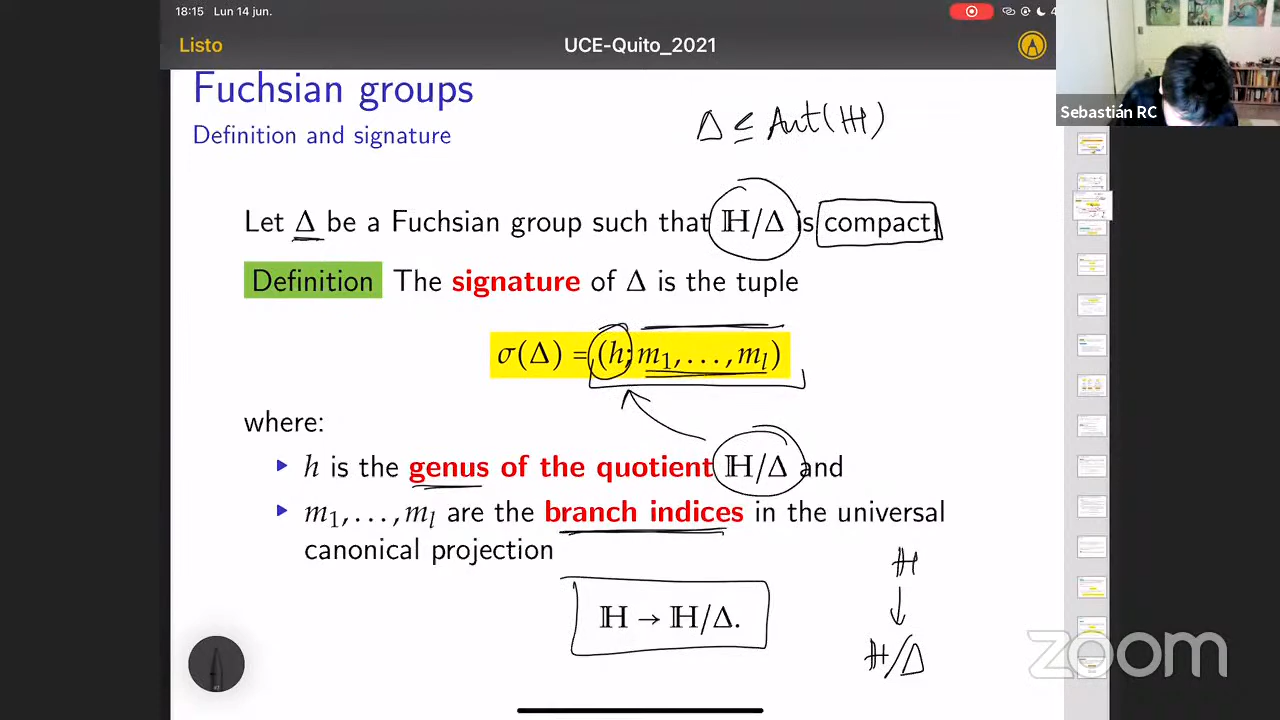 18:15 Lun 14 jun.
Listo
UCE-Quito_2021
Fuchsian groups
Definition and signature
Δ ≤ Aut(ℍ)
Sebastián RC
Let Δ be a Fuchsian group such that ℍ/Δ is compact.
Definition The signature of Δ is the tuple
σ(Δ) = (h; m₁, . . . , mₗ)
where:
▸ h is the genus of the quotient ℍ/Δ and
▸ m₁, . . . , mₗ are the branch indices in the universal
canonical projection
ℍ → ℍ/Δ.
ℍ
↓
ℍ/Δ
zoom